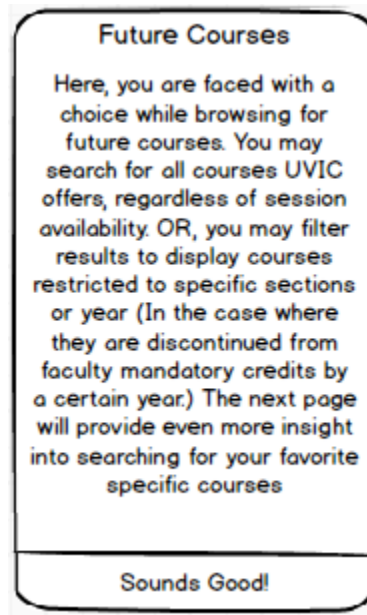 Future Courses
Here, you are faced with a
choice while browsing for
future courses. You may
search for all courses UVIC
offers, regardless of session
availability. OR, you may filter
results to display courses
restricted to specific sections
or year (In the case where
they are discontinued from
faculty mandatory credits by
a certain year.) The next page
will provide even more insight
into searching for your favorite
specific courses
Sounds Good!